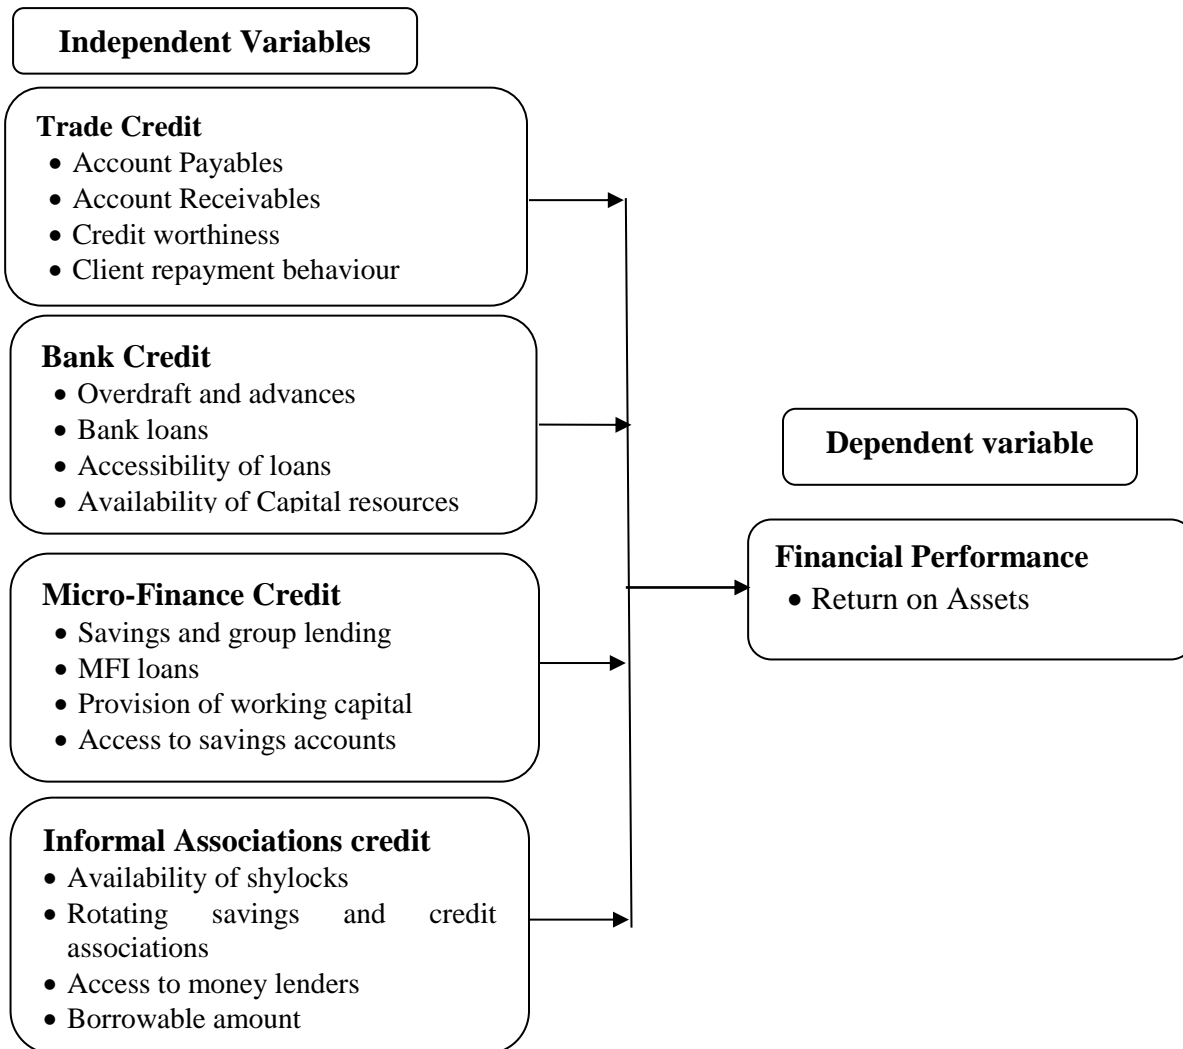 Independent Variables
Trade Credit
• Account Payables
• Account Receivables
• Credit worthiness
• Client repayment behaviour
Bank Credit
• Overdraft and advances
• Bank loans
• Accessibility of loans
• Availability of Capital resources
Micro-Finance Credit
• Savings and group lending
• MFI loans
• Provision of working capital
• Access to savings accounts
Informal Associations credit
• Availability of shylocks
• Rotating savings and credit
associations
• Access to money lenders
• Borrowable amount
Dependent variable
Financial Performance
• Return on Assets